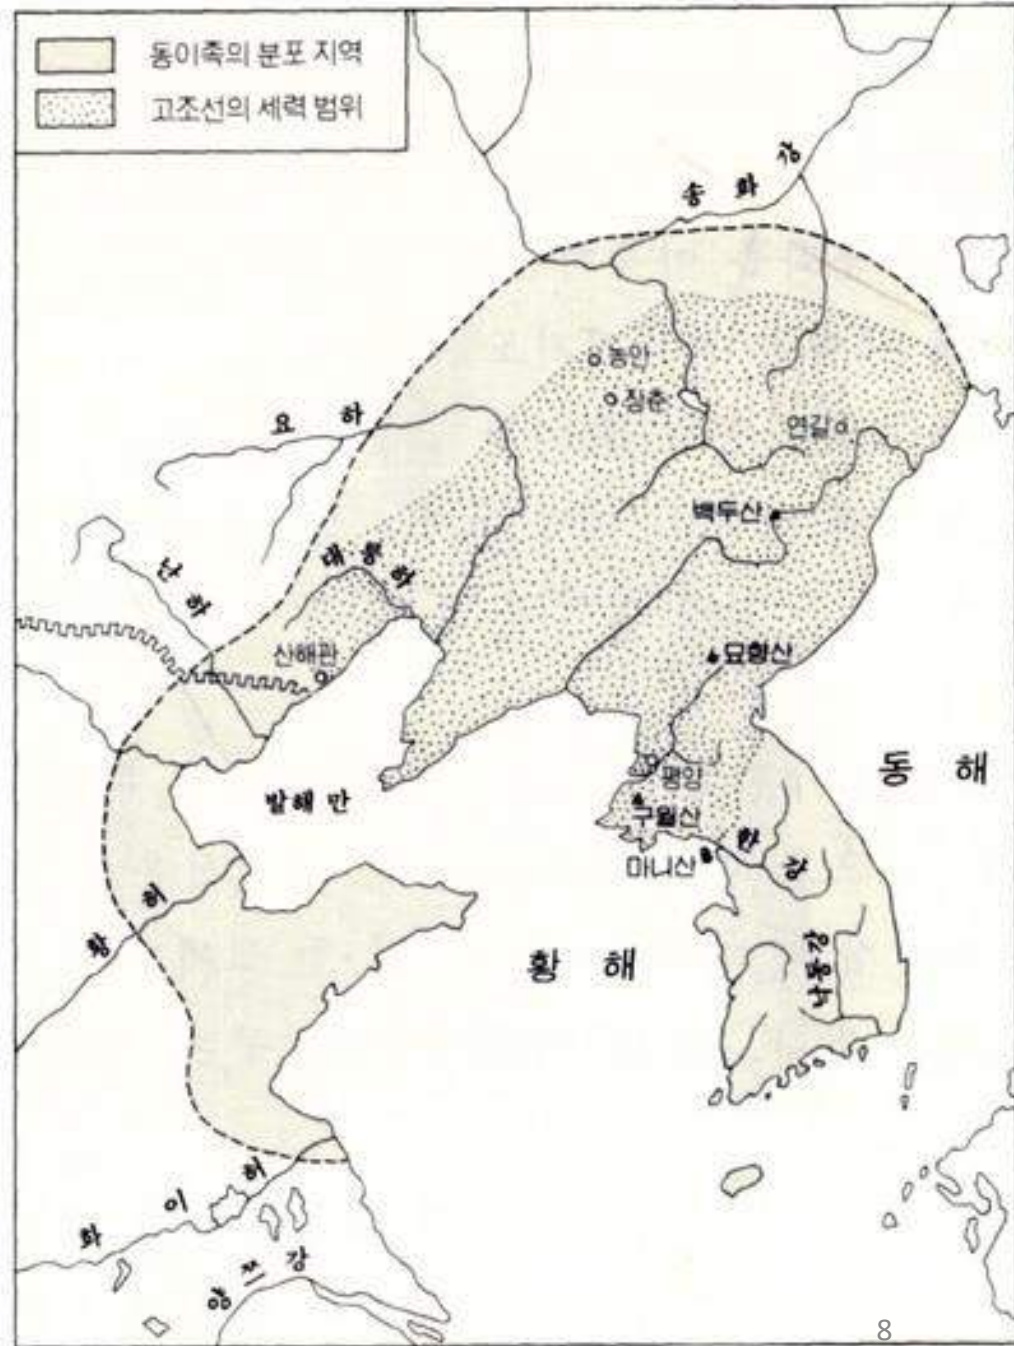 동이족의 분포 지역
고조선의 세력 범위
송화강
농안
장춘
연길
요하
백두산
난하
대릉하
산해관
묘향산
동해
평양
발해만
구월산
한강
마니산
황허
황해
낙동강
화이허
양쯔강
8